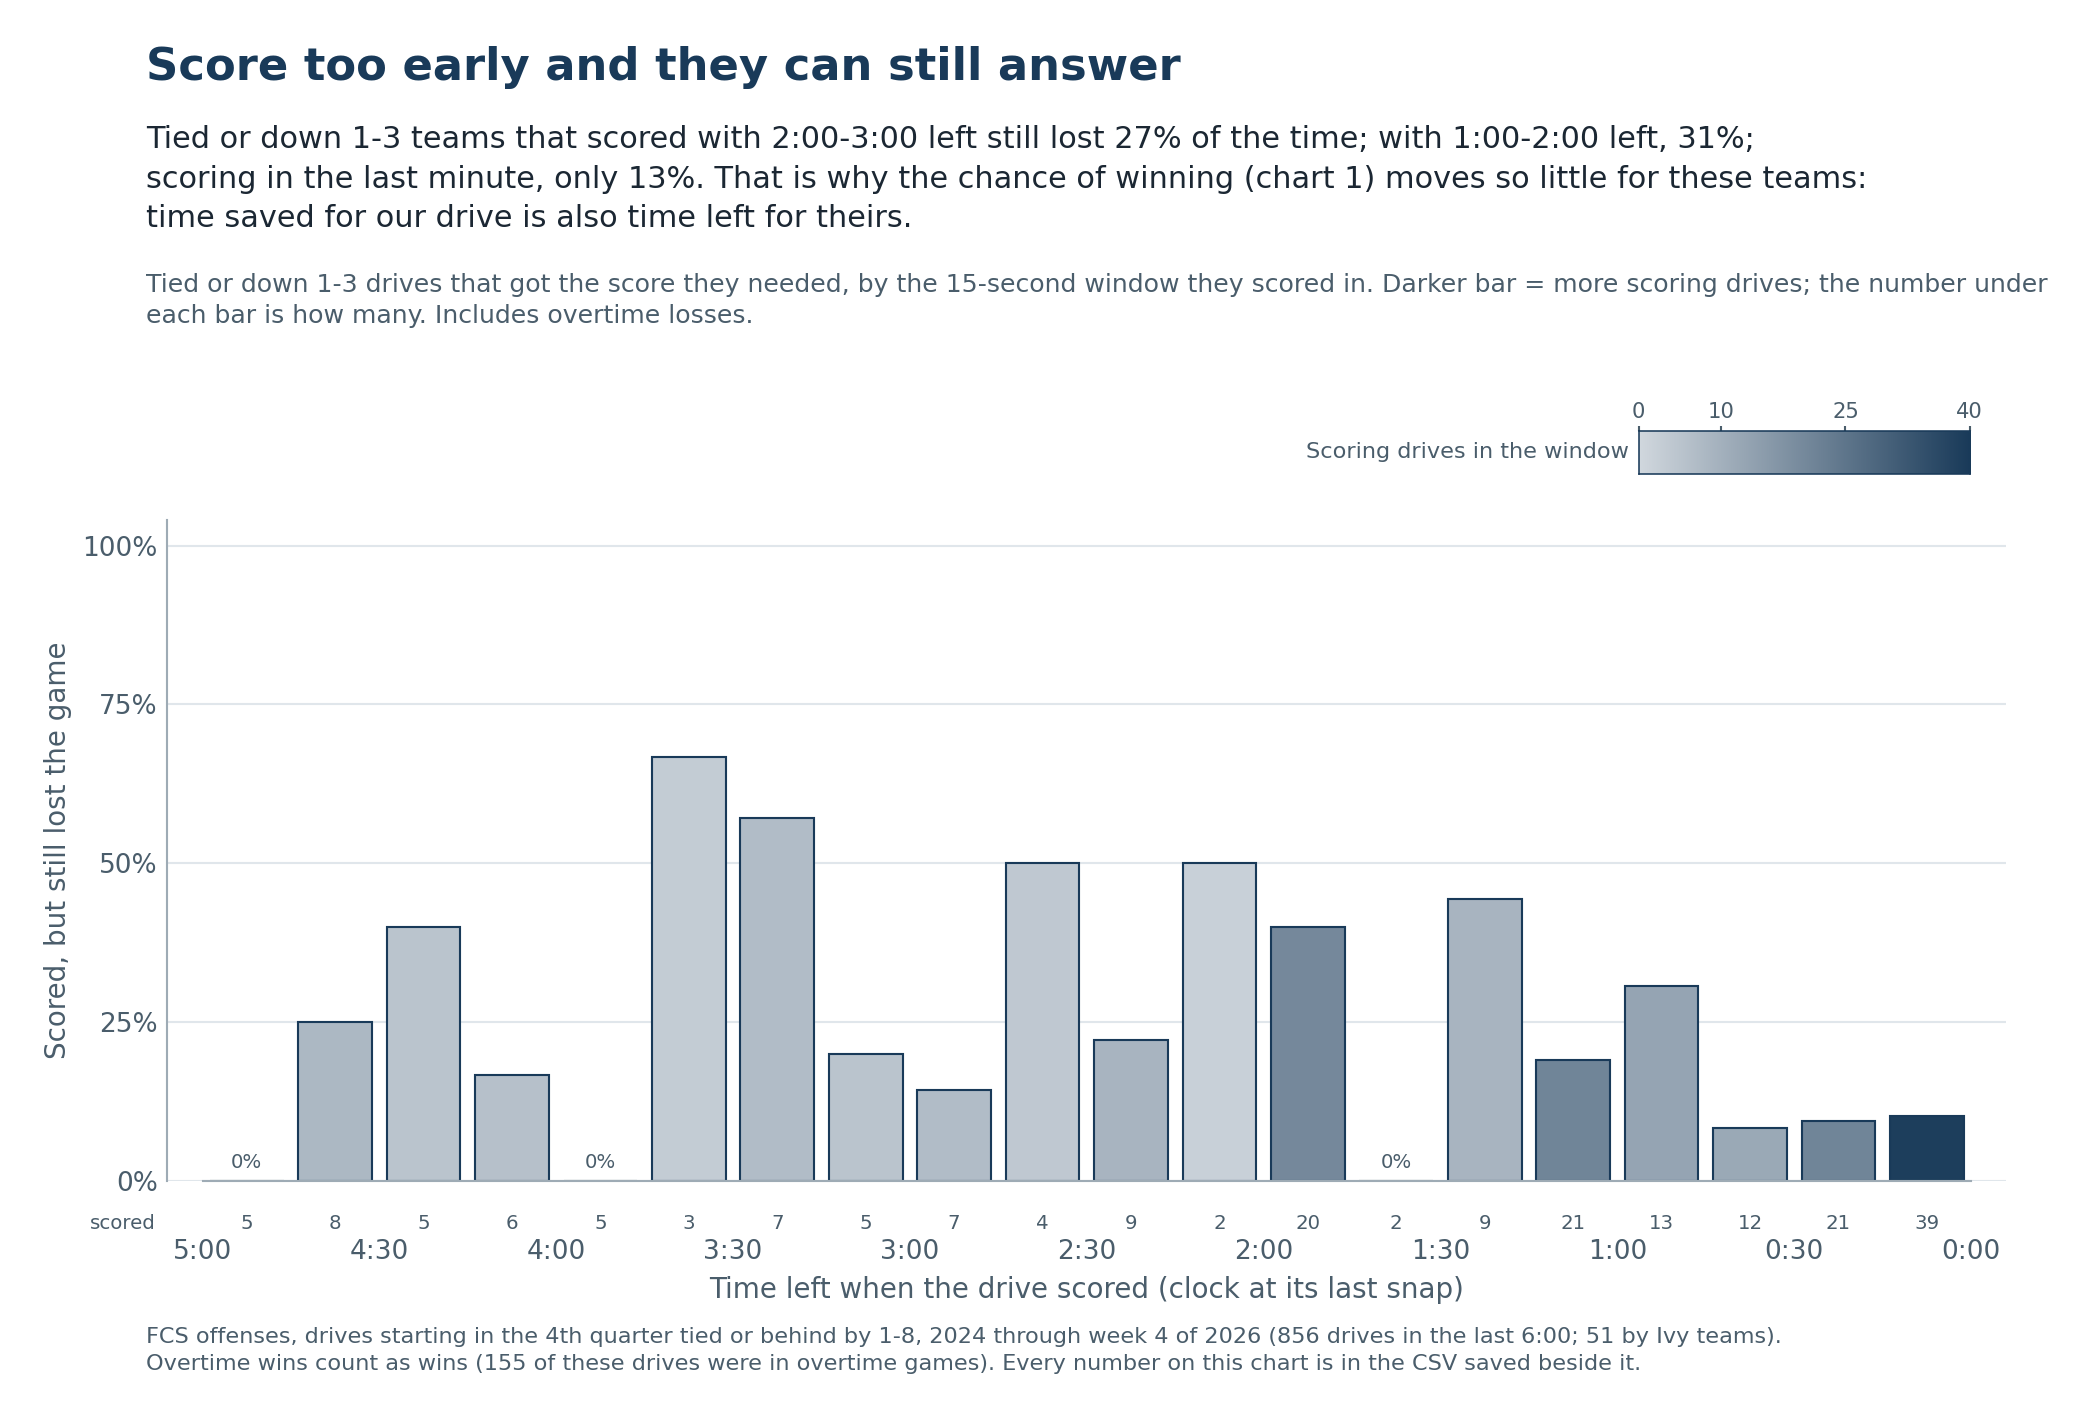 Score too early and they can still answer
Tied or down 1-3 teams that scored with 2:00-3:00 left still lost 27% of the time; with 1:00-2:00 left, 31%;
scoring in the last minute, only 13%. That is why the chance of winning (chart 1) moves so little for these teams:
time saved for our drive is also time left for theirs.
Tied or down 1-3 drives that got the score they needed, by the 15-second window they scored in. Darker bar = more scoring drives; the number under
each bar is how many. Includes overtime losses.
0 10 25 40
Scoring drives in the window
100%
75%
50%
25%
0%
Scored, but still lost the game
0% 0% 0%
scored 5 8 5 6 5 3 7 5 7 4 9 2 20 2 9 21 13 12 21 39
5:00 4:30 4:00 3:30 3:00 2:30 2:00 1:30 1:00 0:30 0:00
Time left when the drive scored (clock at its last snap)
FCS offenses, drives starting in the 4th quarter tied or behind by 1-8, 2024 through week 4 of 2026 (856 drives in the last 6:00; 51 by Ivy teams).
Overtime wins count as wins (155 of these drives were in overtime games). Every number on this chart is in the CSV saved beside it.